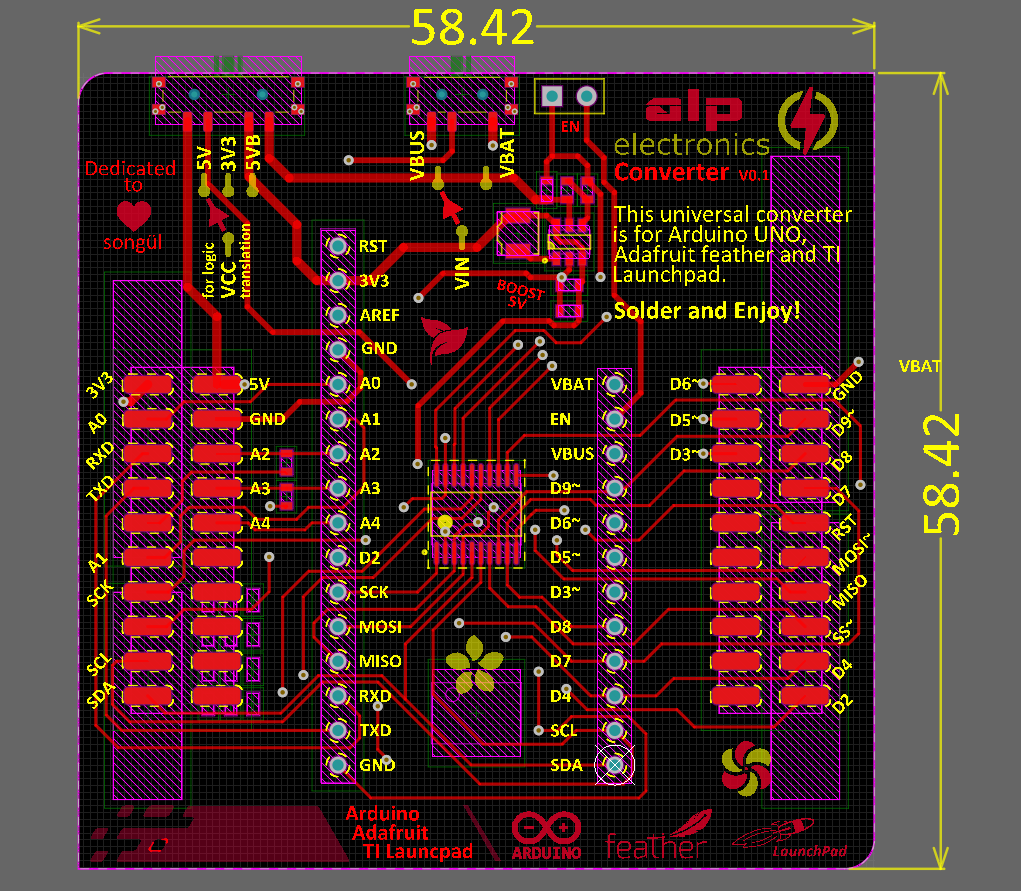 58.42
EN
alp
electronics
Converter V0.1
Dedicated
to
songül
5V
3V3
5VB
VBUS
VBAT
for logic
VCC
translation
VIN
BOOST
5V
This universal converter
is for Arduino UNO,
Adafruit feather and TI
Launchpad.
Solder and Enjoy!
RST
3V3
AREF
GND
A0
A1
A2
A3
A4
D2
SCK
MOSI
MISO
RXD
TXD
GND
3V3
A0
RXD
TXD
A1
SCK
SCL
SDA
5V
GND
A2
A3
A4
VBAT
EN
VBUS
D9~
D6~
D5~
D3~
D8
D7
D4
SCL
SDA
D6~
D5~
D3~
GND
D9~
D8
D7
RST
MOSI~
MISO
SS~
D4
D2
VBAT
58.42
Arduino
Adafruit
TI Launcpad
ARDUINO
feather
LaunchPad